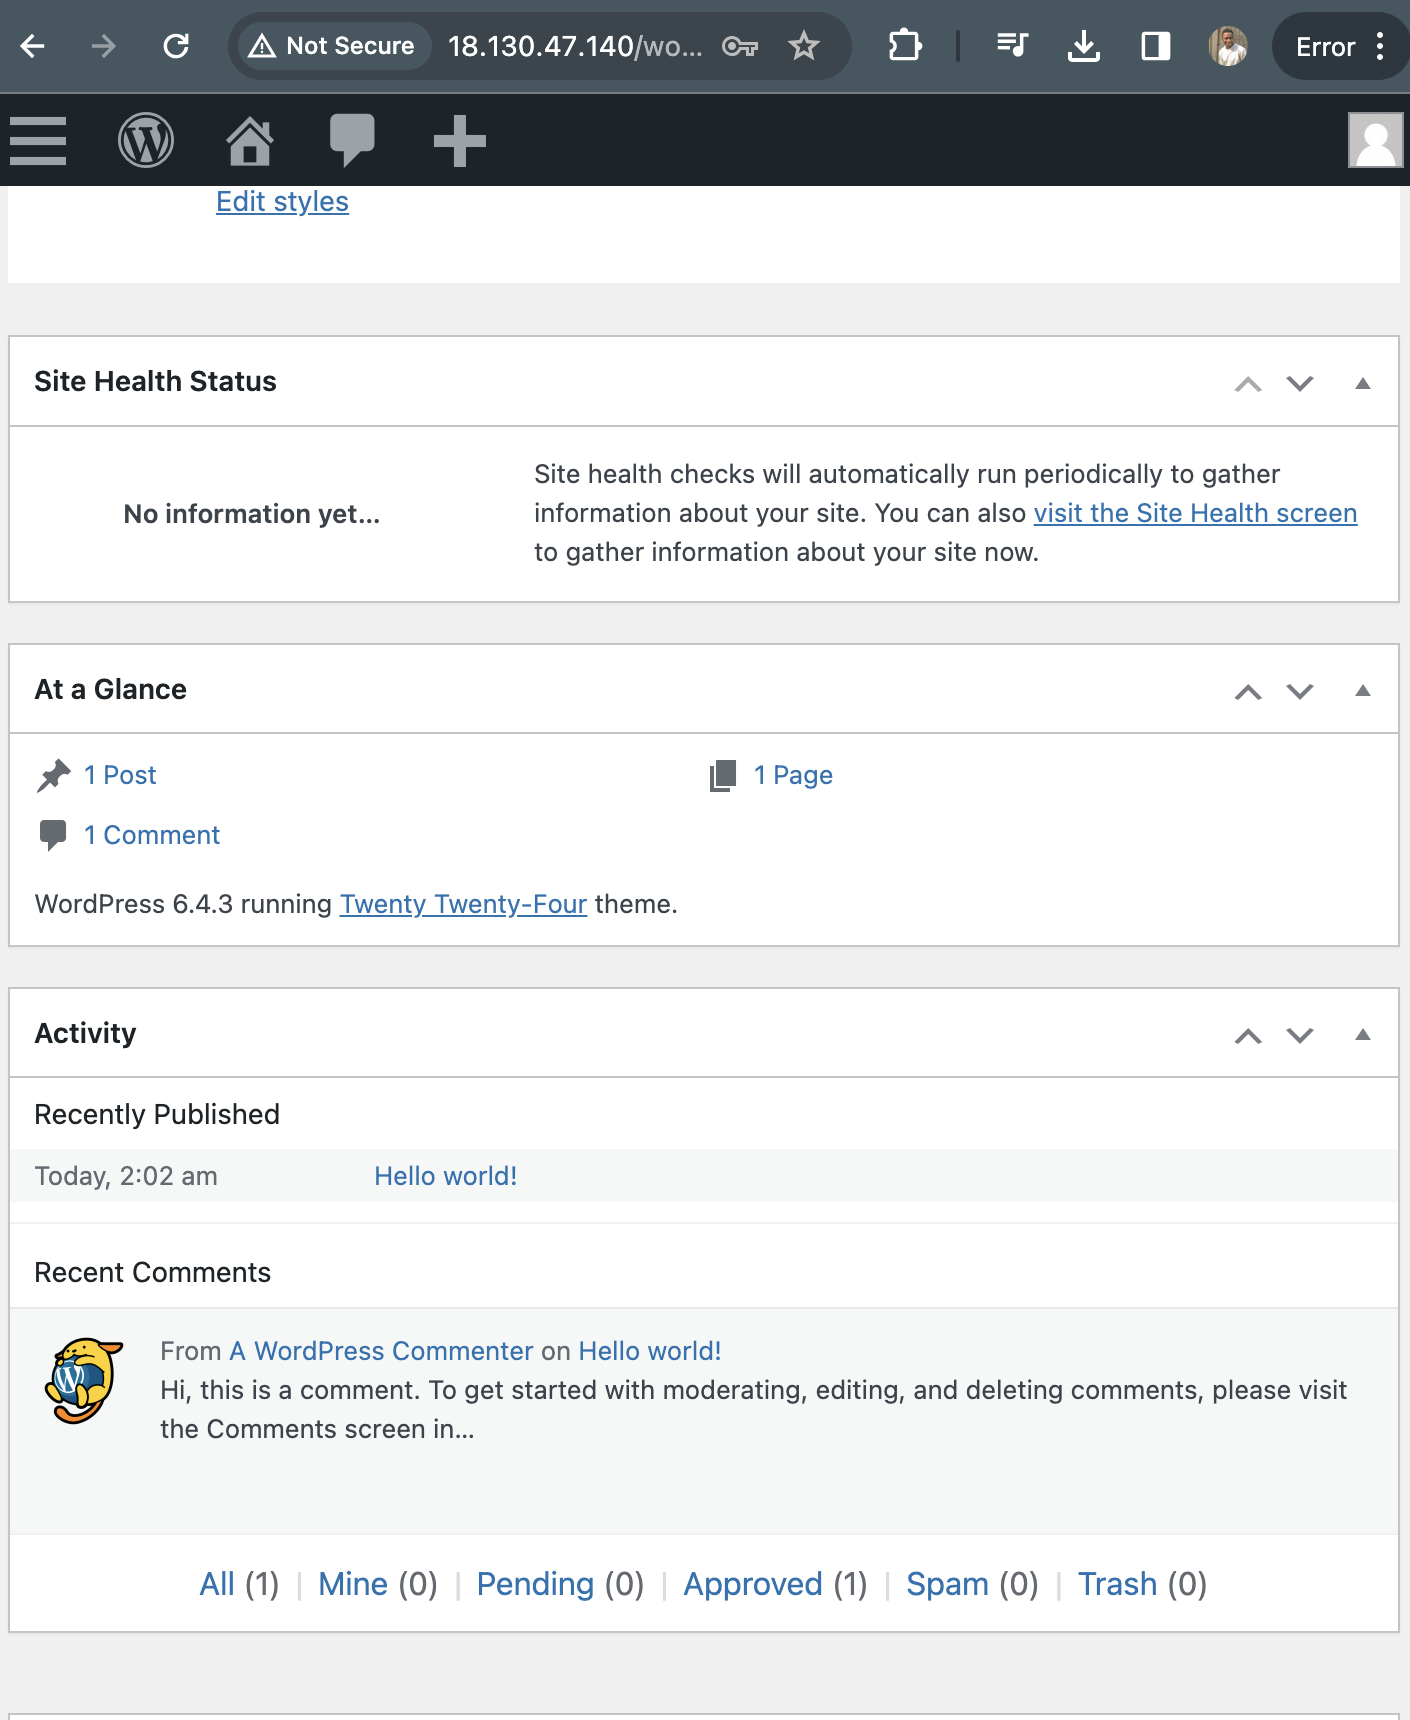 Not Secure 18.130.47.140/wo... Error
Edit styles
Site Health Status
No information yet...
Site health checks will automatically run periodically to gather
information about your site. You can also visit the Site Health screen
to gather information about your site now.
At a Glance
1 Post
1 Page
1 Comment
WordPress 6.4.3 running Twenty Twenty-Four theme.
Activity
Recently Published
Today, 2:02 am Hello world!
Recent Comments
From A WordPress Commenter on Hello world!
Hi, this is a comment. To get started with moderating, editing, and deleting comments, please visit
the Comments screen in...
All (1) | Mine (0) | Pending (0) | Approved (1) | Spam (0) | Trash (0)